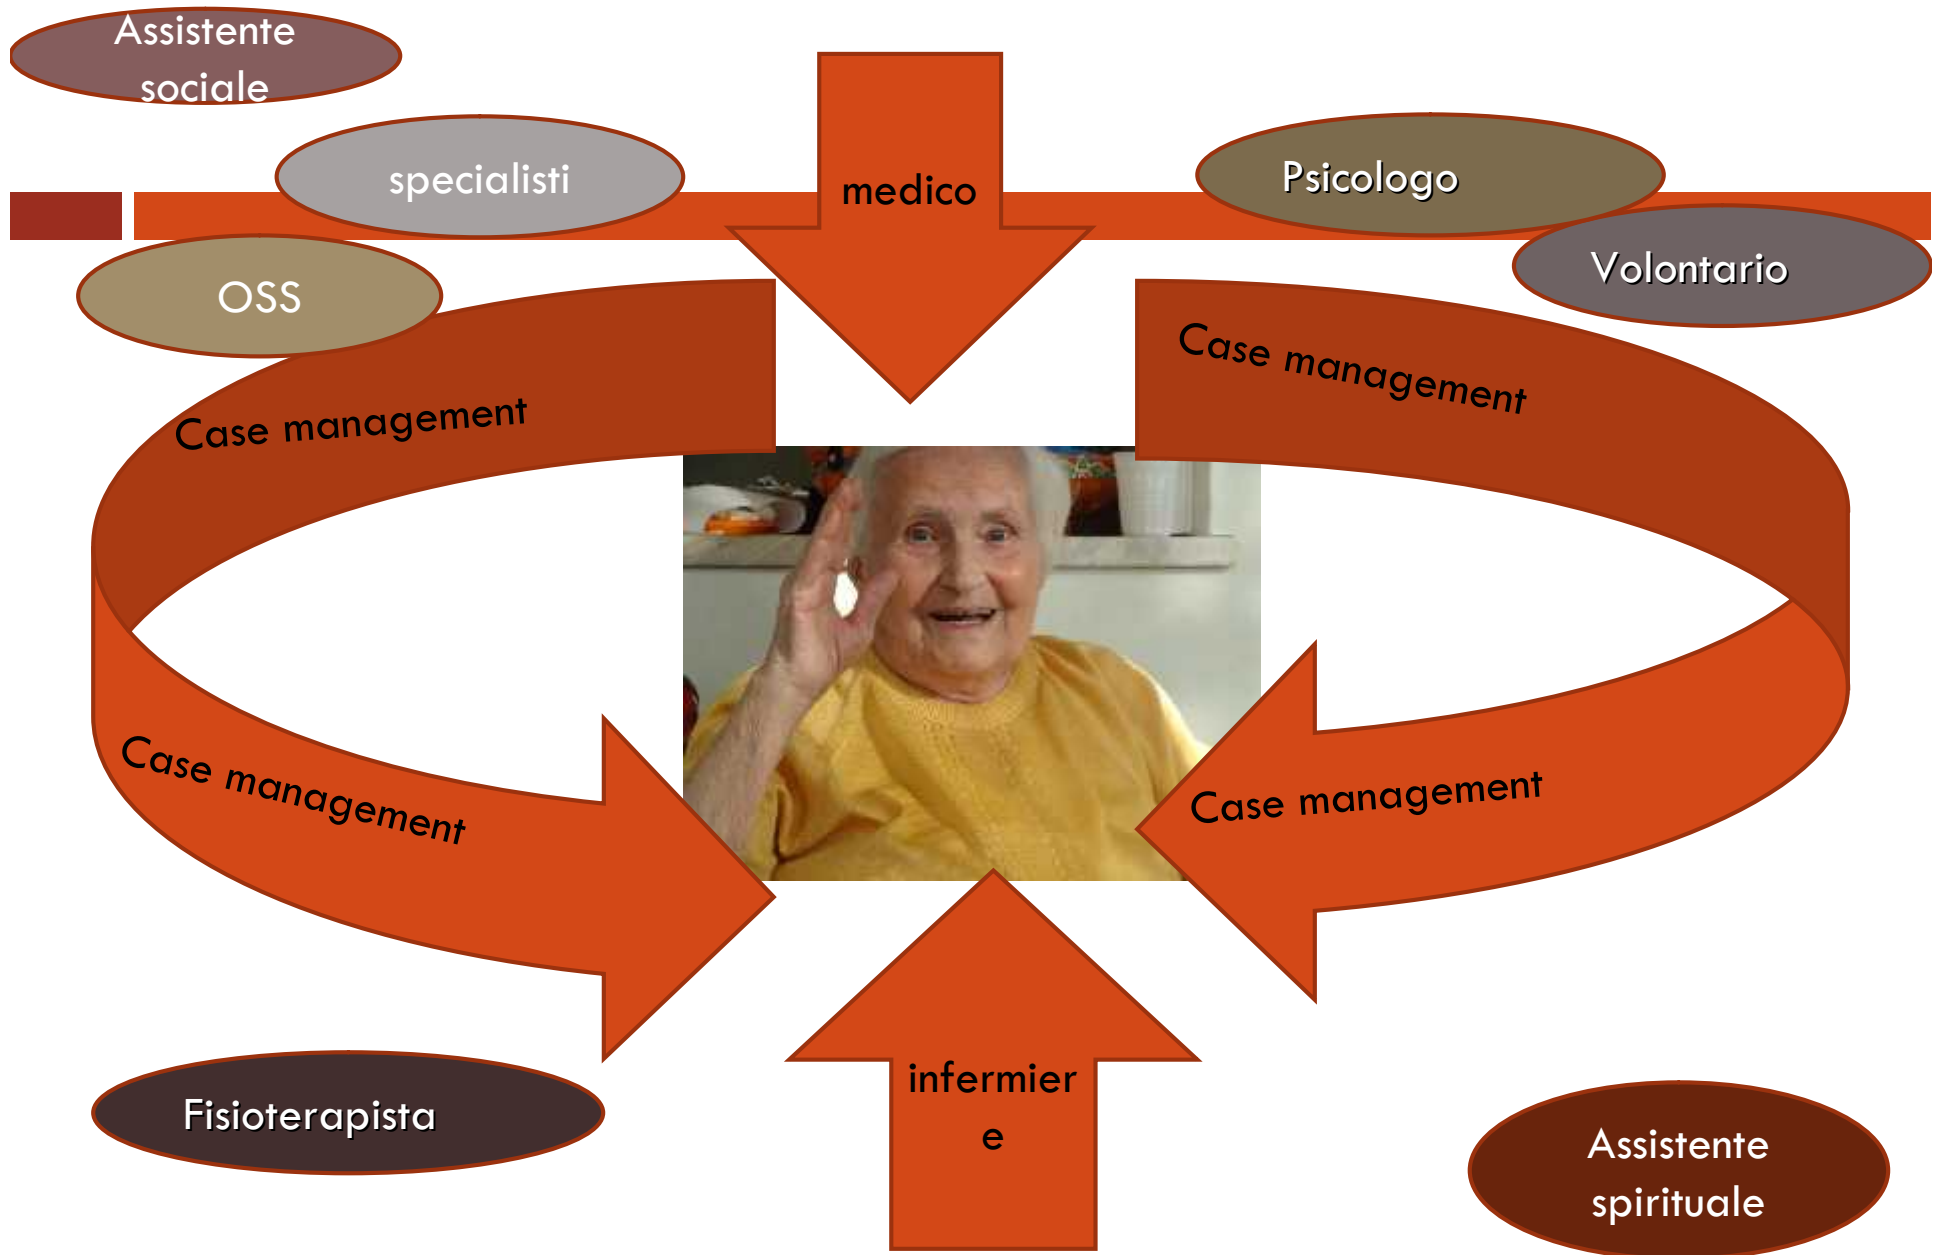 Assistente
sociale
specialisti
medico
Psicologo
Volontario
OSS
Case management
Case management
Case management
Case management
infermier
e
Fisioterapista
Assistente
spirituale